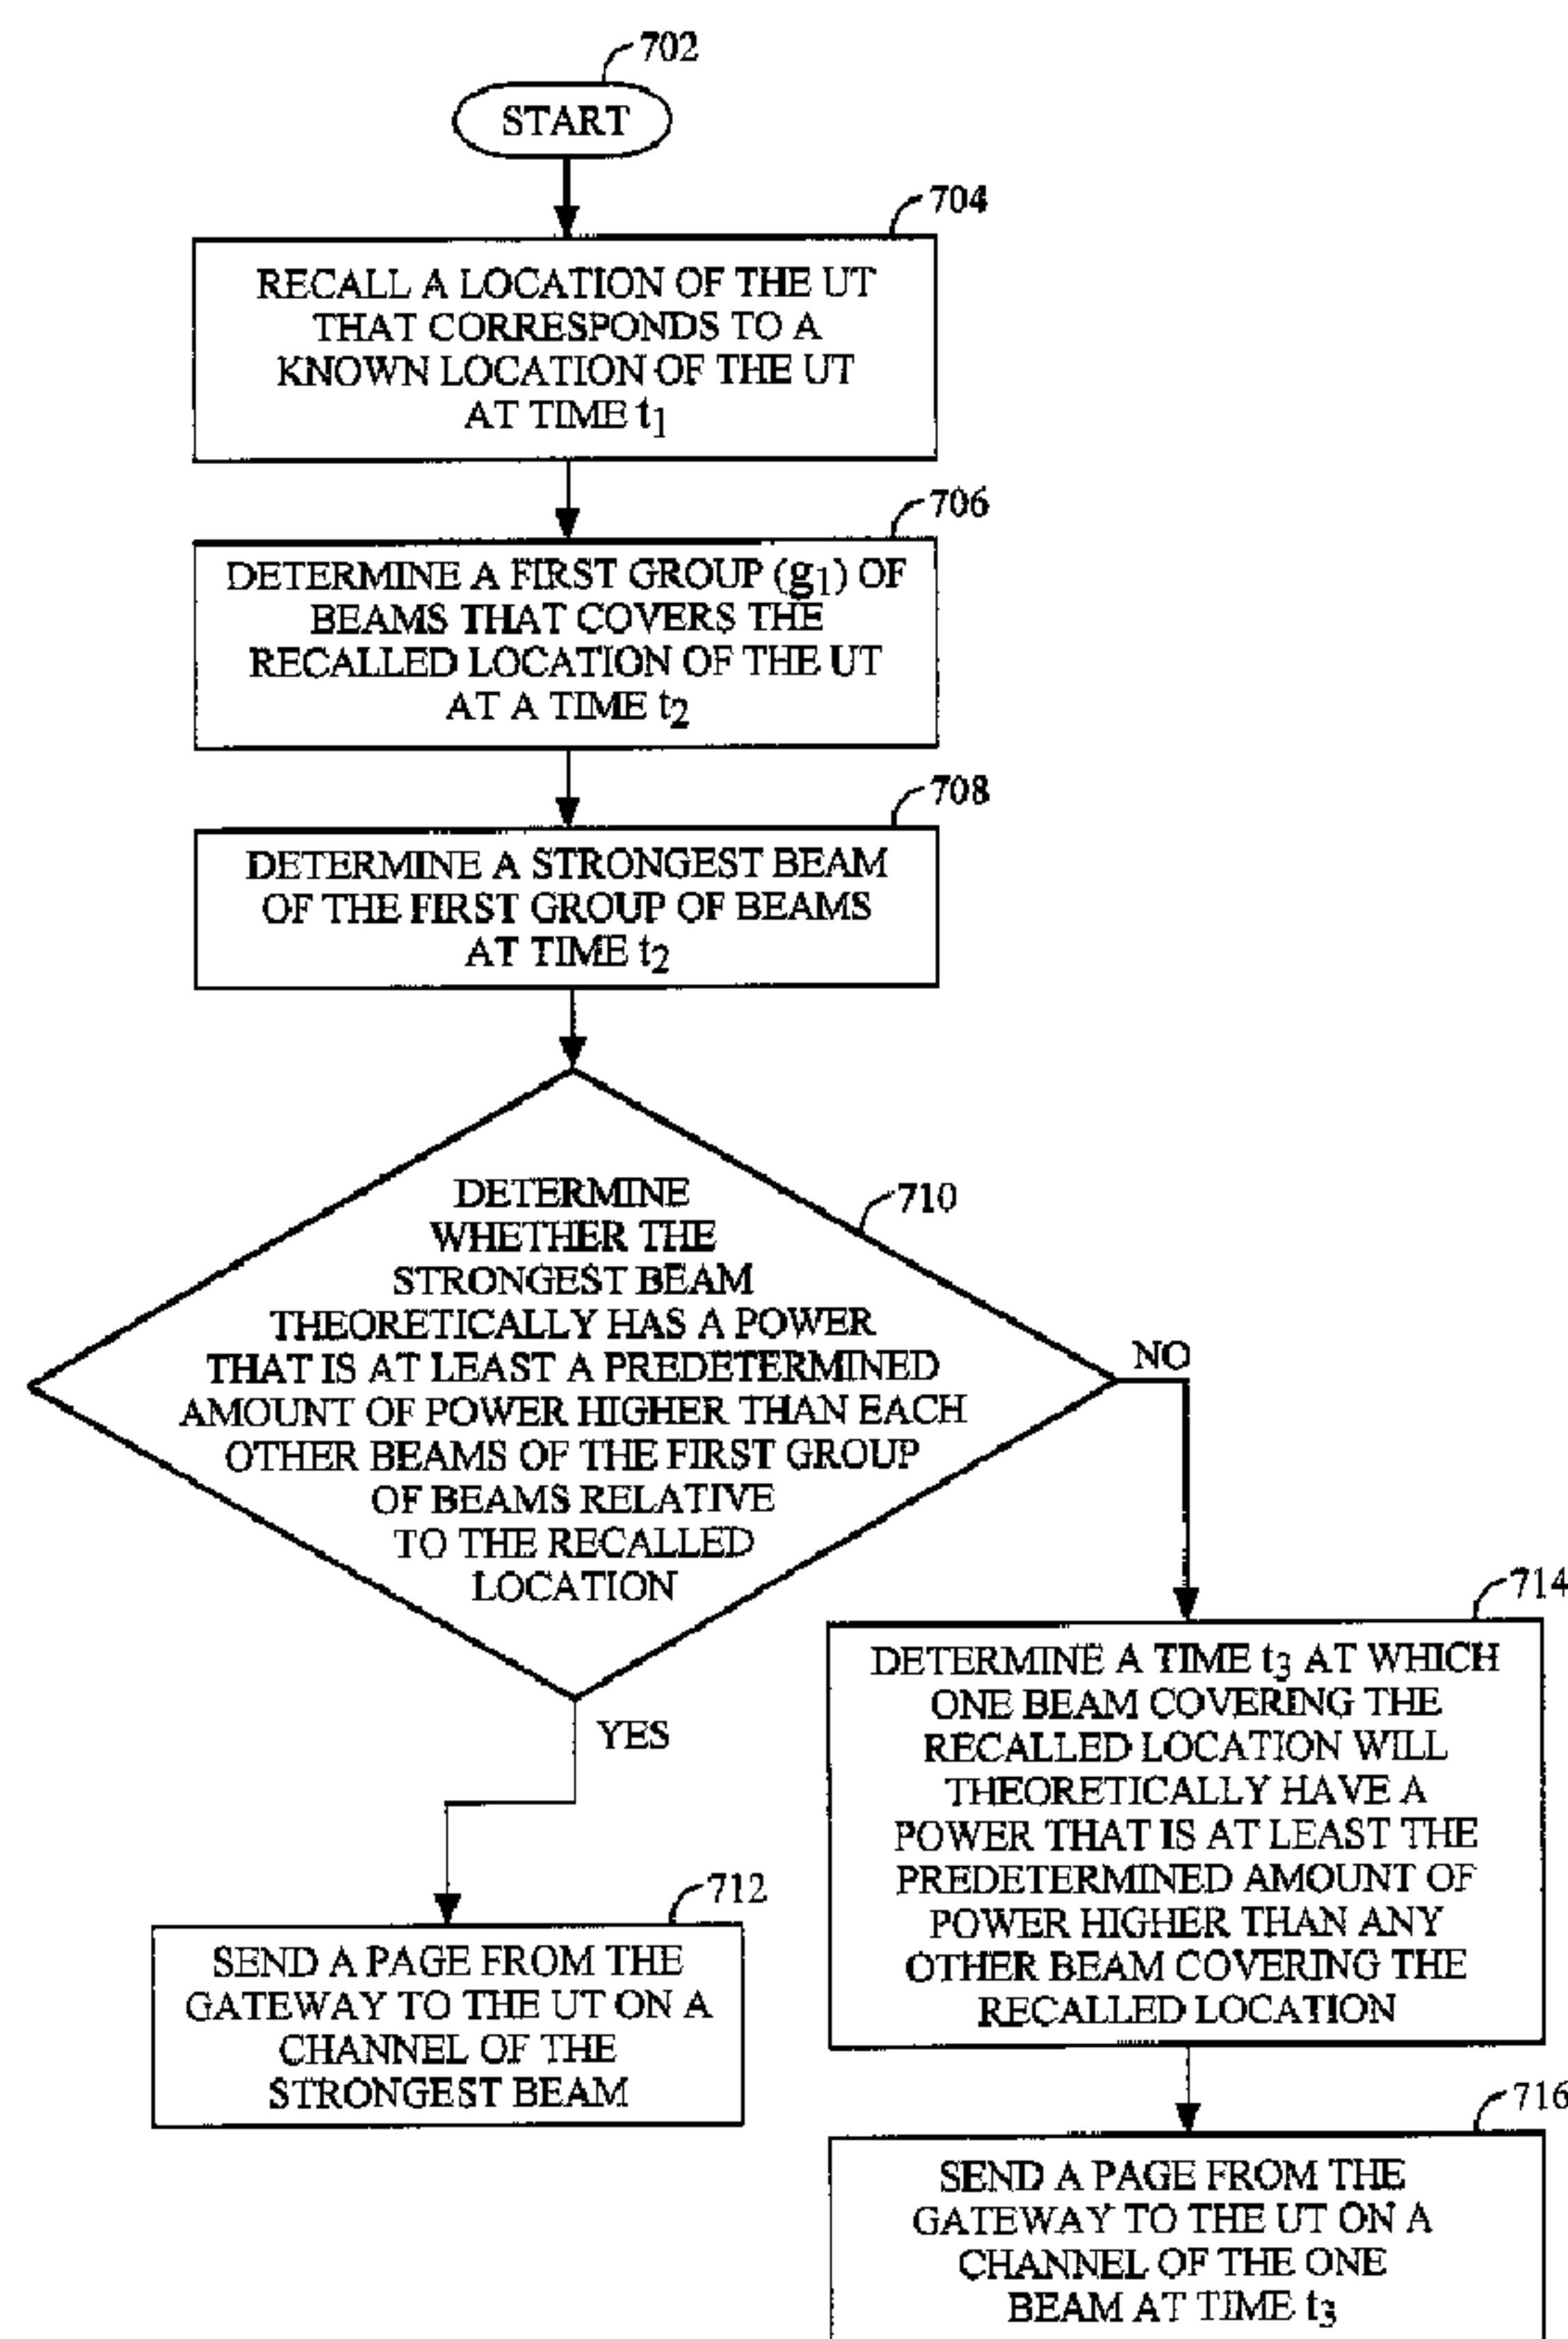 702
START
704
RECALL A LOCATION OF THE UT
THAT CORRESPONDS TO A
KNOWN LOCATION OF THE UT
AT TIME t1
706
DETERMINE A FIRST GROUP (g1) OF
BEAMS THAT COVERS THE
RECALLED LOCATION OF THE UT
AT A TIME t2
708
DETERMINE A STRONGEST BEAM
OF THE FIRST GROUP OF BEAMS
AT TIME t2
710
DETERMINE
WHETHER THE
STRONGEST BEAM
THEORETICALLY HAS A POWER
THAT IS AT LEAST A PREDETERMINED
AMOUNT OF POWER HIGHER THAN EACH
OTHER BEAMS OF THE FIRST GROUP
OF BEAMS RELATIVE
TO THE RECALLED
LOCATION
NO
YES
712
SEND A PAGE FROM THE
GATEWAY TO THE UT ON A
CHANNEL OF THE
STRONGEST BEAM
714
DETERMINE A TIME t3 AT WHICH
ONE BEAM COVERING THE
RECALLED LOCATION WILL
THEORETICALLY HAVE A
POWER THAT IS AT LEAST THE
PREDETERMINED AMOUNT OF
POWER HIGHER THAN ANY
OTHER BEAM COVERING THE
RECALLED LOCATION
716
SEND A PAGE FROM THE
GATEWAY TO THE UT ON A
CHANNEL OF THE ONE
BEAM AT TIME t3